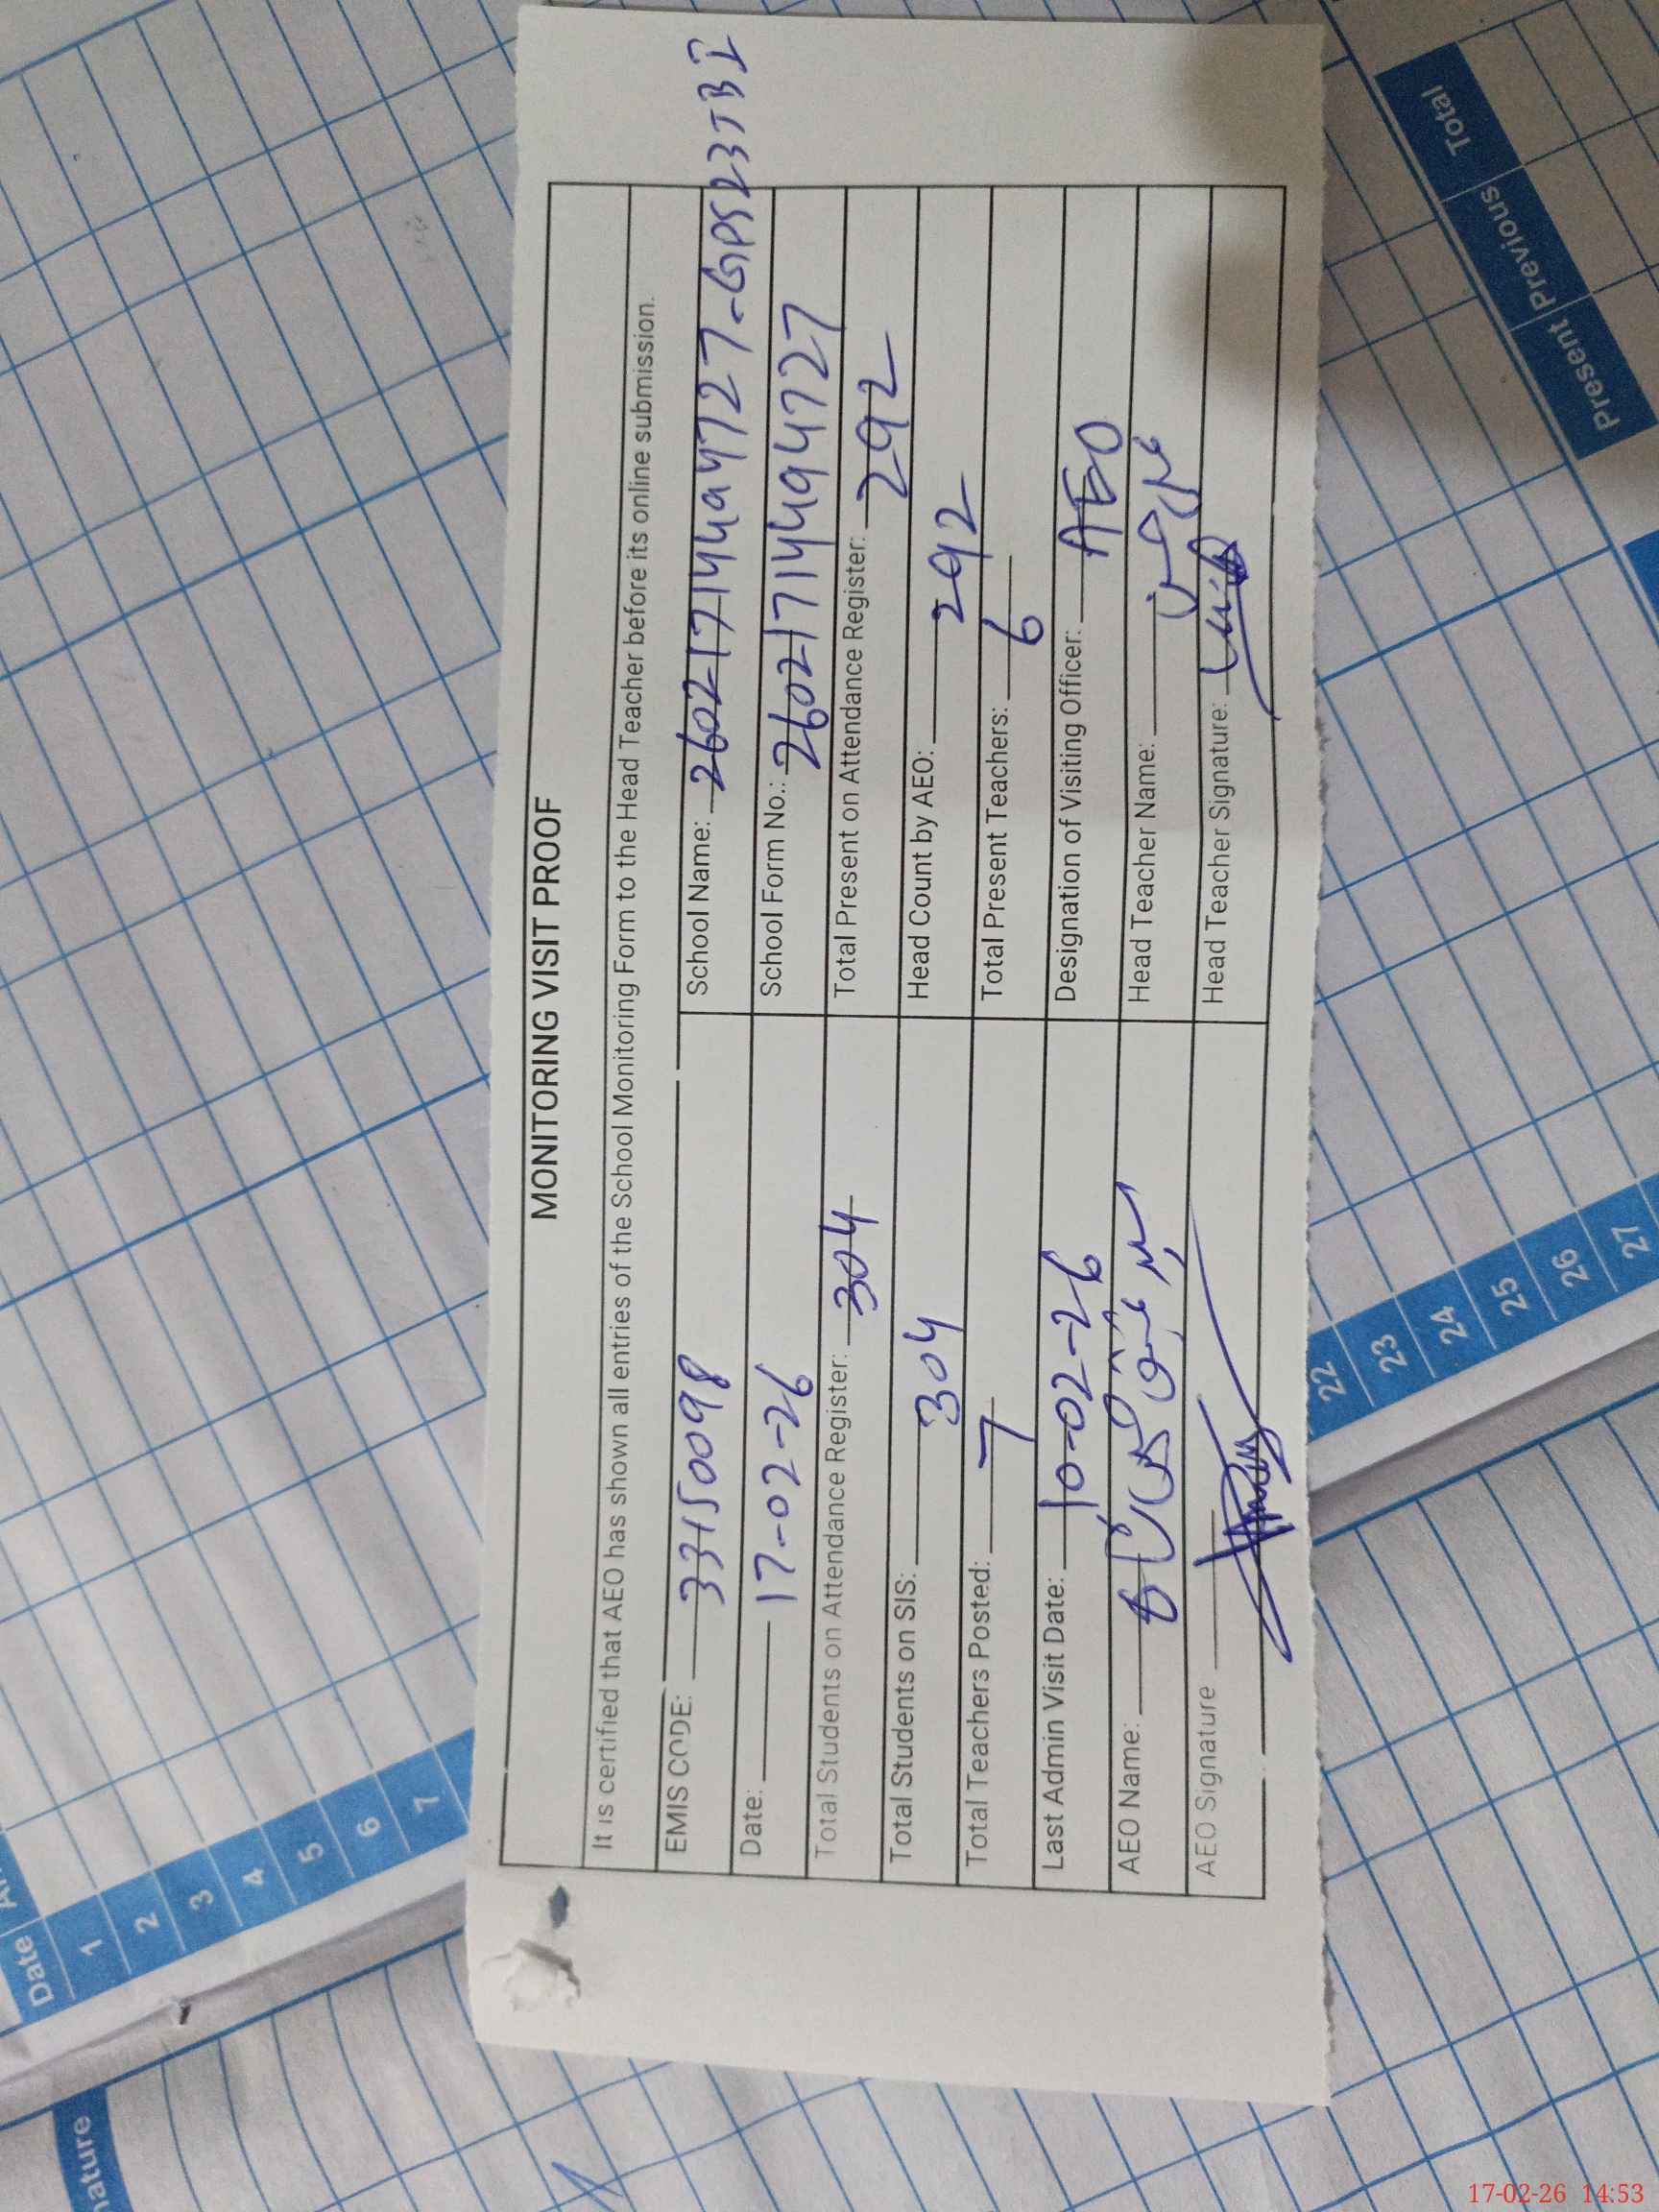 MONITORING VISIT PROOF
It is certified that AEO has shown all entries of the School Monitoring Form to the Head Teacher before its online submission.
EMIS CODE: 33150098
School Name: 26021714494727-GPS 23JB I
Date: 17-02-26
School Form No.: 26021714494727
Total Students on Attendance Register: 304
Total Present on Attendance Register: 292
Total Students on SIS: 304
Head Count by AEO: 292
Total Teachers Posted: 7
Total Present Teachers: 6
Last Admin Visit Date: 10-02-26
Designation of Visiting Officer: AEO
AEO Name:
Head Teacher Name:
AEO Signature
Head Teacher Signature:
Date
1
2
3
4
5
6
7
nature
22
23
24
25
26
27
Present Previous Total
17-02-26 14:53